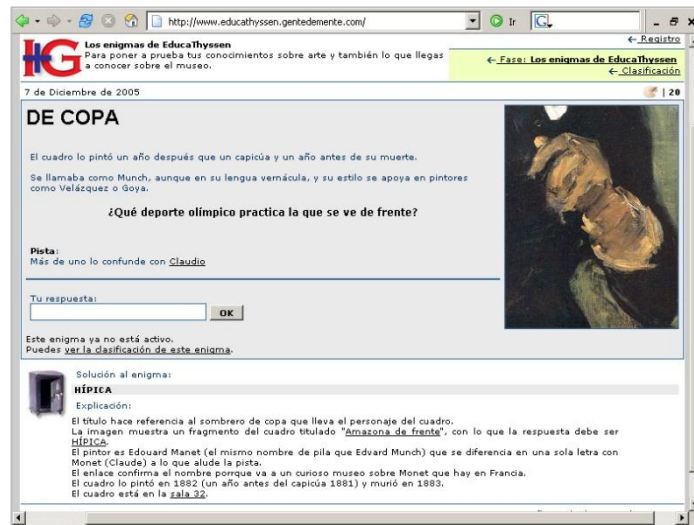 http://www.educathyssen.gentedemente.com/
Ir
Los enigmas de EducaThyssen
Para poner a prueba tus conocimientos sobre arte y también lo que llegas
a conocer sobre el museo.
← Registro
← Fase: Los enigmas de EducaThyssen
← Clasificación
7 de Diciembre de 2005
| 20
DE COPA
El cuadro lo pintó un año después que un capicúa y un año antes de su muerte.
Se llamaba como Munch, aunque en su lengua vernácula, y su estilo se apoya en pintores
como Velázquez o Goya.
¿Qué deporte olímpico practica la que se ve de frente?
Pista:
Más de uno lo confunde con Claudio
Tu respuesta:
OK
Este enigma ya no está activo.
Puedes ver la clasificación de este enigma.
Solución al enigma:
HÍPICA
Explicación:
El título hace referencia al sombrero de copa que lleva el personaje del cuadro.
La imagen muestra un fragmento del cuadro titulado "Amazona de frente", con lo que la respuesta debe ser
HÍPICA.
El pintor es Edouard Manet (el mismo nombre de pila que Edvard Munch) que se diferencia en una sola letra con
Monet (Claude) a lo que alude la pista.
El enlace confirma el nombre porrque va a un curioso museo sobre Monet que hay en Francia.
El cuadro lo pintó en 1882 (un año antes del capicúa 1881) y murió en 1883.
El cuadro está en la sala 32.